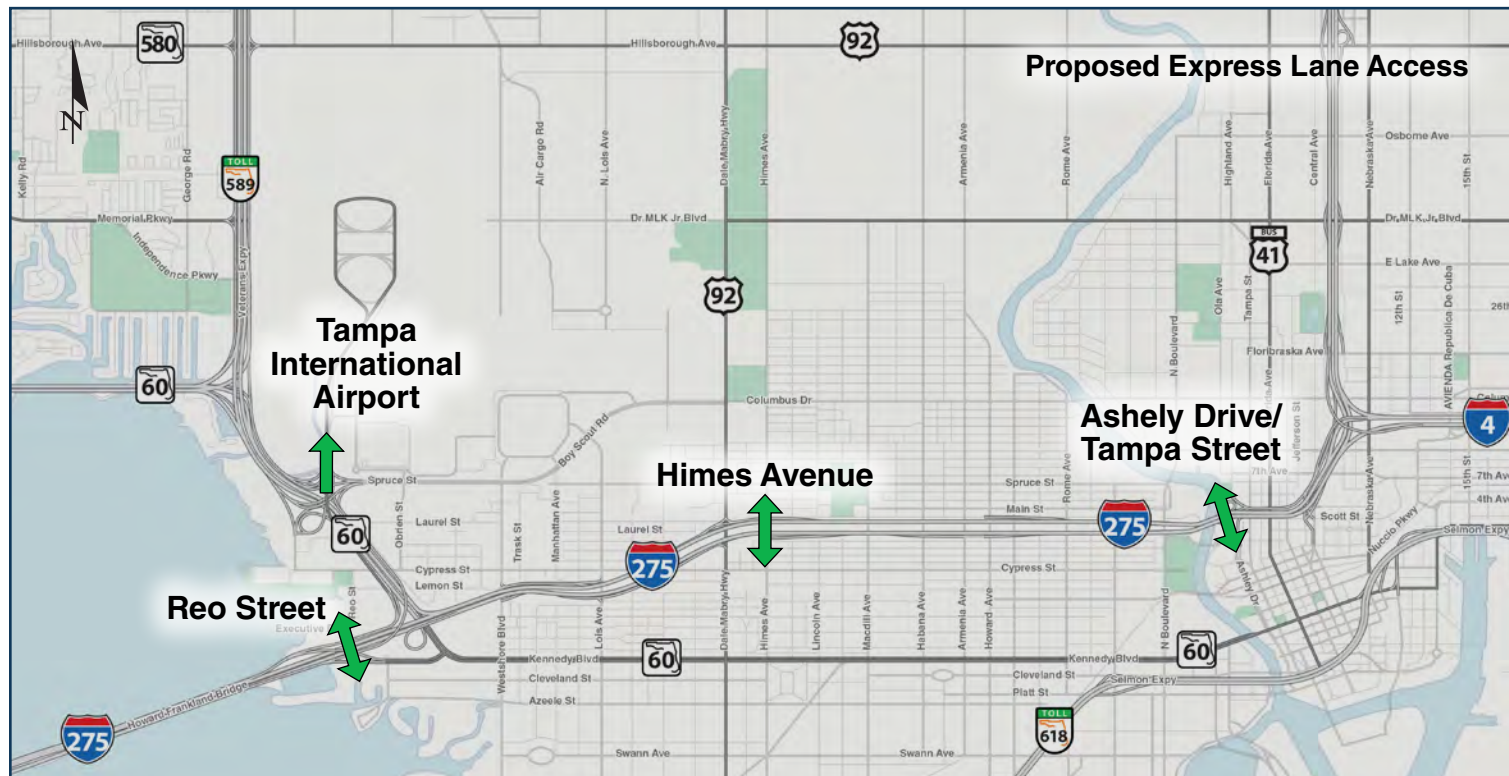 Hillsborough Ave
580
Hillsborough Ave
92
Proposed Express Lane Access
N
Kelly Rd
George Rd
TOLL
589
Air Cargo Rd
N. Lois Ave
Dale Mabry Hwy
Himes Ave
Armenia Ave
Rome Ave
Highland Ave
Florida Ave
Central Ave
Nebraska Ave
Osborne Ave
15th St
Memorial Pkwy
Dr MLK Jr Blvd
Dr MLK Jr Blvd
Independence Pkwy
Veterans Expy
BUS
41
E Lake Ave
92
Ola Ave
Tampa St
12th St
AVIENDA Republica De Cuba
26th
N Boulevard
Tampa
International
Airport
Floribraska Ave
60
Columbus Dr
Boy Scout Rd
Ashely Drive/
Tampa Street
Jefferson St
4
Himes Avenue
Rome Ave
7th Ave
Spruce St
Spruce St
Nebraska Ave
15th St
7th Ave
4th Ave
Main St
60
Obrien St
Laurel St
Trask St
Manhattan Ave
Laurel St
275
275
Scott St
Nuccio Pkwy
Selmon Expy
Cypress St
Lemon St
Cypress St
Ashley Dr
Reo Street
Reo St
Westshore Blvd
Lois Ave
Dale Mabry Hwy
Himes Ave
Lincoln Ave
Macdill Ave
Habana Ave
Armenia Ave
Howard Ave
N Boulevard
Kennedy Blvd
60
Kennedy Blvd
60
Cleveland St
Cleveland St
Selmon Expy
Azeele St
Platt St
Howard Frankland Bridge
275
TOLL
618
Swann Ave
Swann Ave